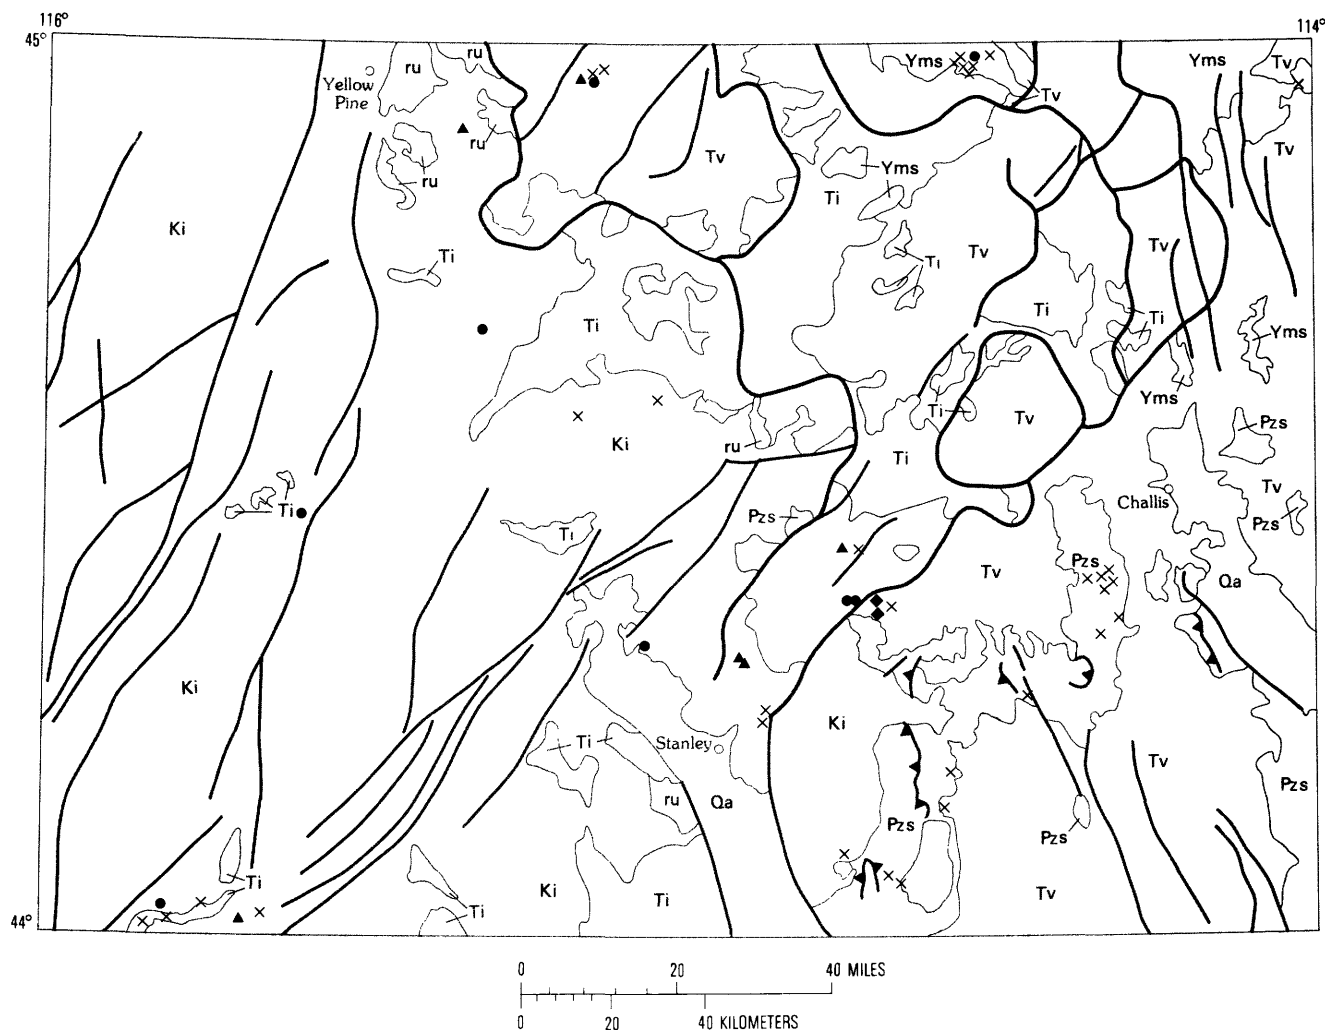 116°
114°
45°
ru
ru
Yms
Yms
Tv
Yellow
Pine
Tv
ru
Tv
Tv
ru
Yms
Ti
Ki
Tv
Tv
Ti
Ti
Ti
Ti
Ti
Yms
Yms
Ti
Tv
Pzs
ru
Ki
Ti
Tv
Challis
Pzs
Ti
Pzs
Ti
Pzs
Tv
Qa
Ki
Ki
Ti
Stanley
Tv
Pzs
ru
Qa
Pzs
Pzs
Ti
Ki
Ti
Tv
Ti
44°
0 20 40 MILES
0 20 40 KILOMETERS